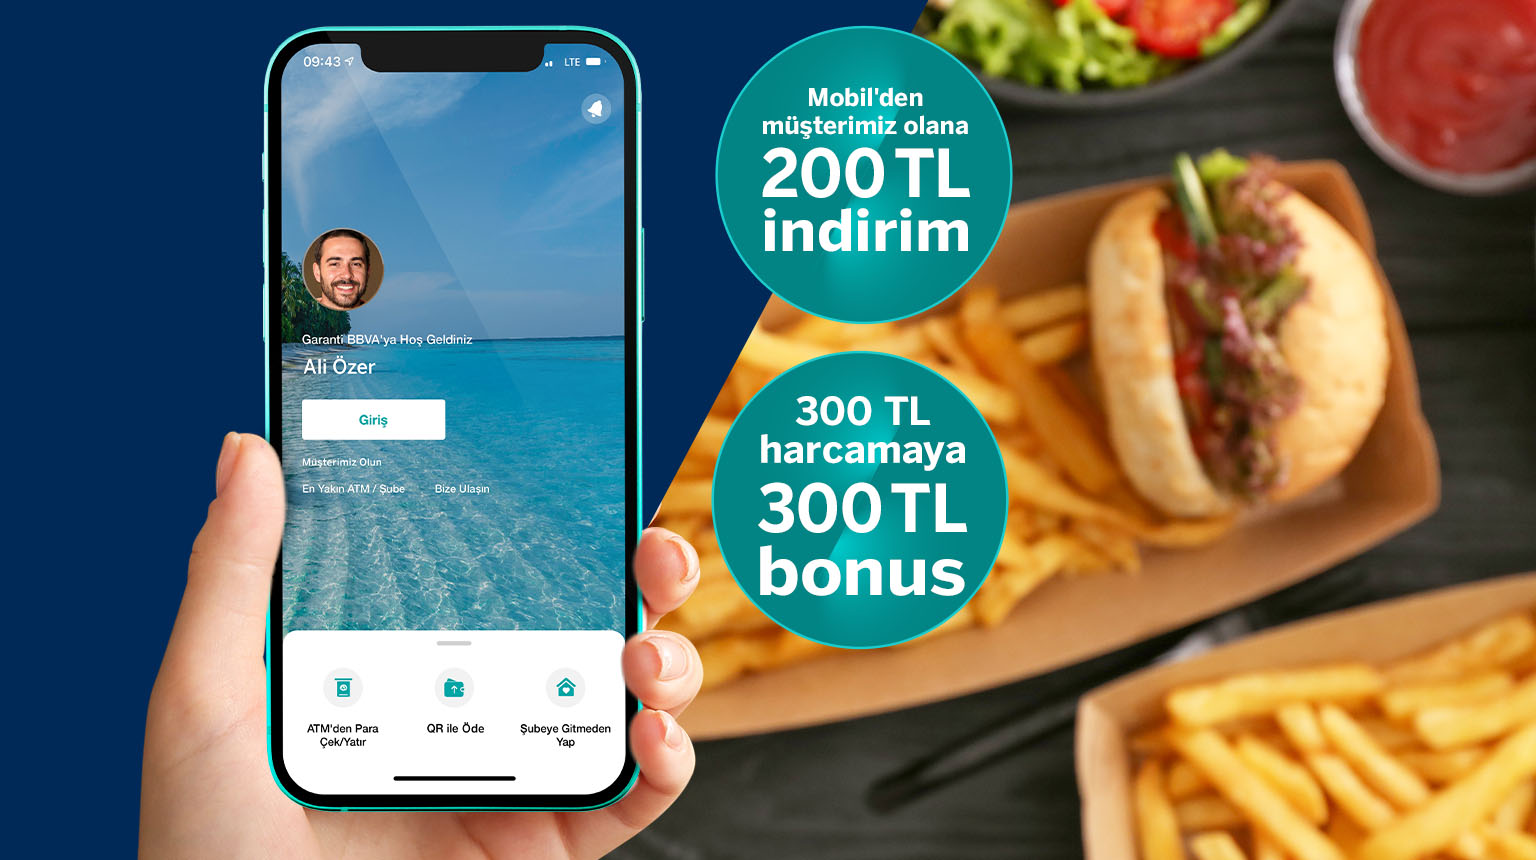 09:43
LTE
Garanti BBVA'ya Hoş Geldiniz
Ali Özer
Giriş
Müşterimiz Olun
En Yakın ATM / Şube
Bize Ulaşın
ATM'den Para
Çek/Yatır
QR ile Öde
Şubeye Gitmeden
Yap
Mobil'den
müşterimiz olana
200 TL
indirim
300 TL
harcamaya
300 TL
bonus